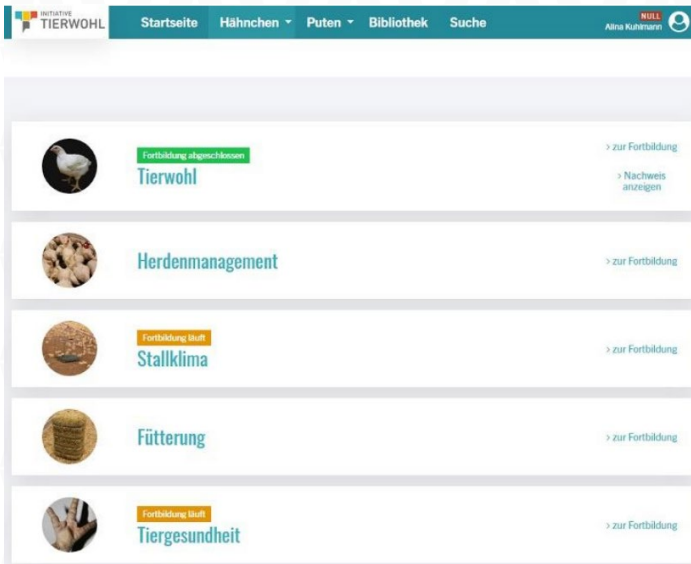 INITIATIVE
TIERWOHL
Startseite Hähnchen Puten Bibliothek Suche
NULL
Alina Kuhlmann
Fortbildung abgeschlossen
Tierwohl
> zur Fortbildung
> Nachweis
anzeigen
Herdenmanagement
> zur Fortbildung
Fortbildung läuft
Stallklima
> zur Fortbildung
Fütterung
> zur Fortbildung
Fortbildung läuft
Tiergesundheit
> zur Fortbildung